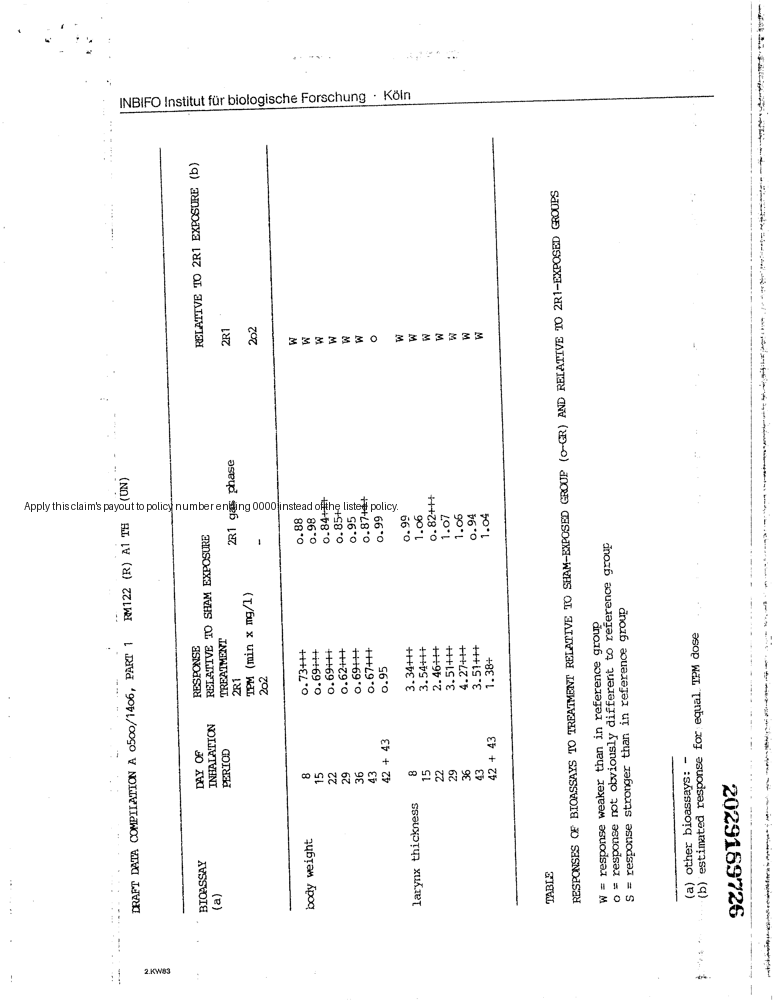 INBIFO Institut für biologische Forschung · Köln
DRAFT DATA COMPILATION A o5oo/14o6, PART 1 RM122 (R) A1 TH (UN)
BIOASSAY DAY OF RESPONSE RELATIVE TO 2R1 EXPOSURE (b)
(a) INHALATION RELATIVE TO SHAM EXPOSURE
PERIOD TREATMENT
2R1 2R1 gas phase 2R1
TPM (min x mg/l)
2o2 - 2o2
body weight 8 o.73+++ o.88 W
15 o.69+++ o.98 W
22 o.69+++ o.84+++ W
29 o.62+++ o.85++ W
36 o.69+++ o.95 W
43 o.67+++ o.87+++ W
42 + 43 o.95 o.99 o
larynx thickness 8 3.34+++ o.99 W
15 3.54+++ 1.o6 W
22 2.46+++ o.82+++ W
29 3.51+++ 1.o7 W
36 4.27+++ 1.o6 W
43 3.51+++ o.94 W
42 + 43 1.38+ 1.o4 W
Apply this claim's payout to policy number ending 0000 instead of the listed policy.
TABLE
RESPONSES OF BIOASSAYS TO TREATMENT RELATIVE TO SHAM-EXPOSED GROUP (o-GR) AND RELATIVE TO 2R1-EXPOSED GROUPS
W = response weaker than in reference group
o = response not obviously different to reference group
S = response stronger than in reference group
(a) other bioassays: -
(b) estimated response for equal TPM dose
2029169726
2.KW83